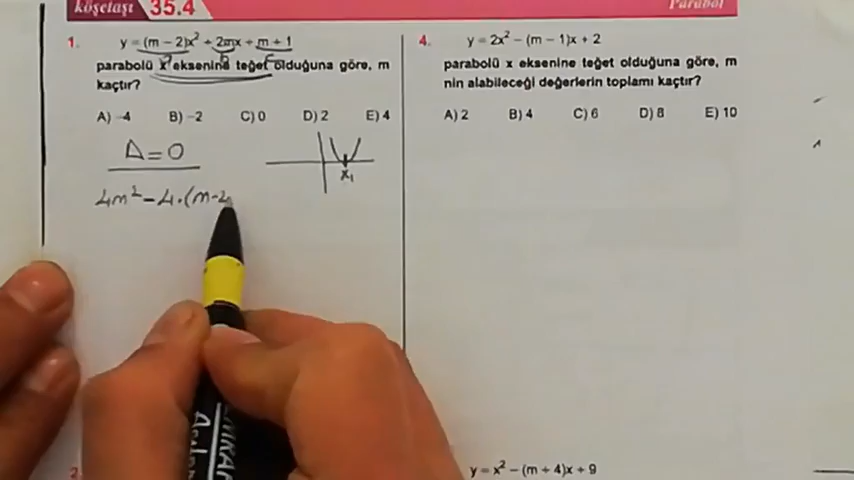 köşetaşı 35.4
Parabol
1. y = (m – 2)x² + 2mx + m + 1
parabolü x eksenine teğet olduğuna göre, m
kaçtır?
A) –4 B) –2 C) 0 D) 2 E) 4
Δ = 0
x₁
4m² – 4·(m-2
4. y = 2x² – (m – 1)x + 2
parabolü x eksenine teğet olduğuna göre, m
nin alabileceği değerlerin toplamı kaçtır?
A) 2 B) 4 C) 6 D) 8 E) 10
2.
y = x² – (m + 4)x + 9